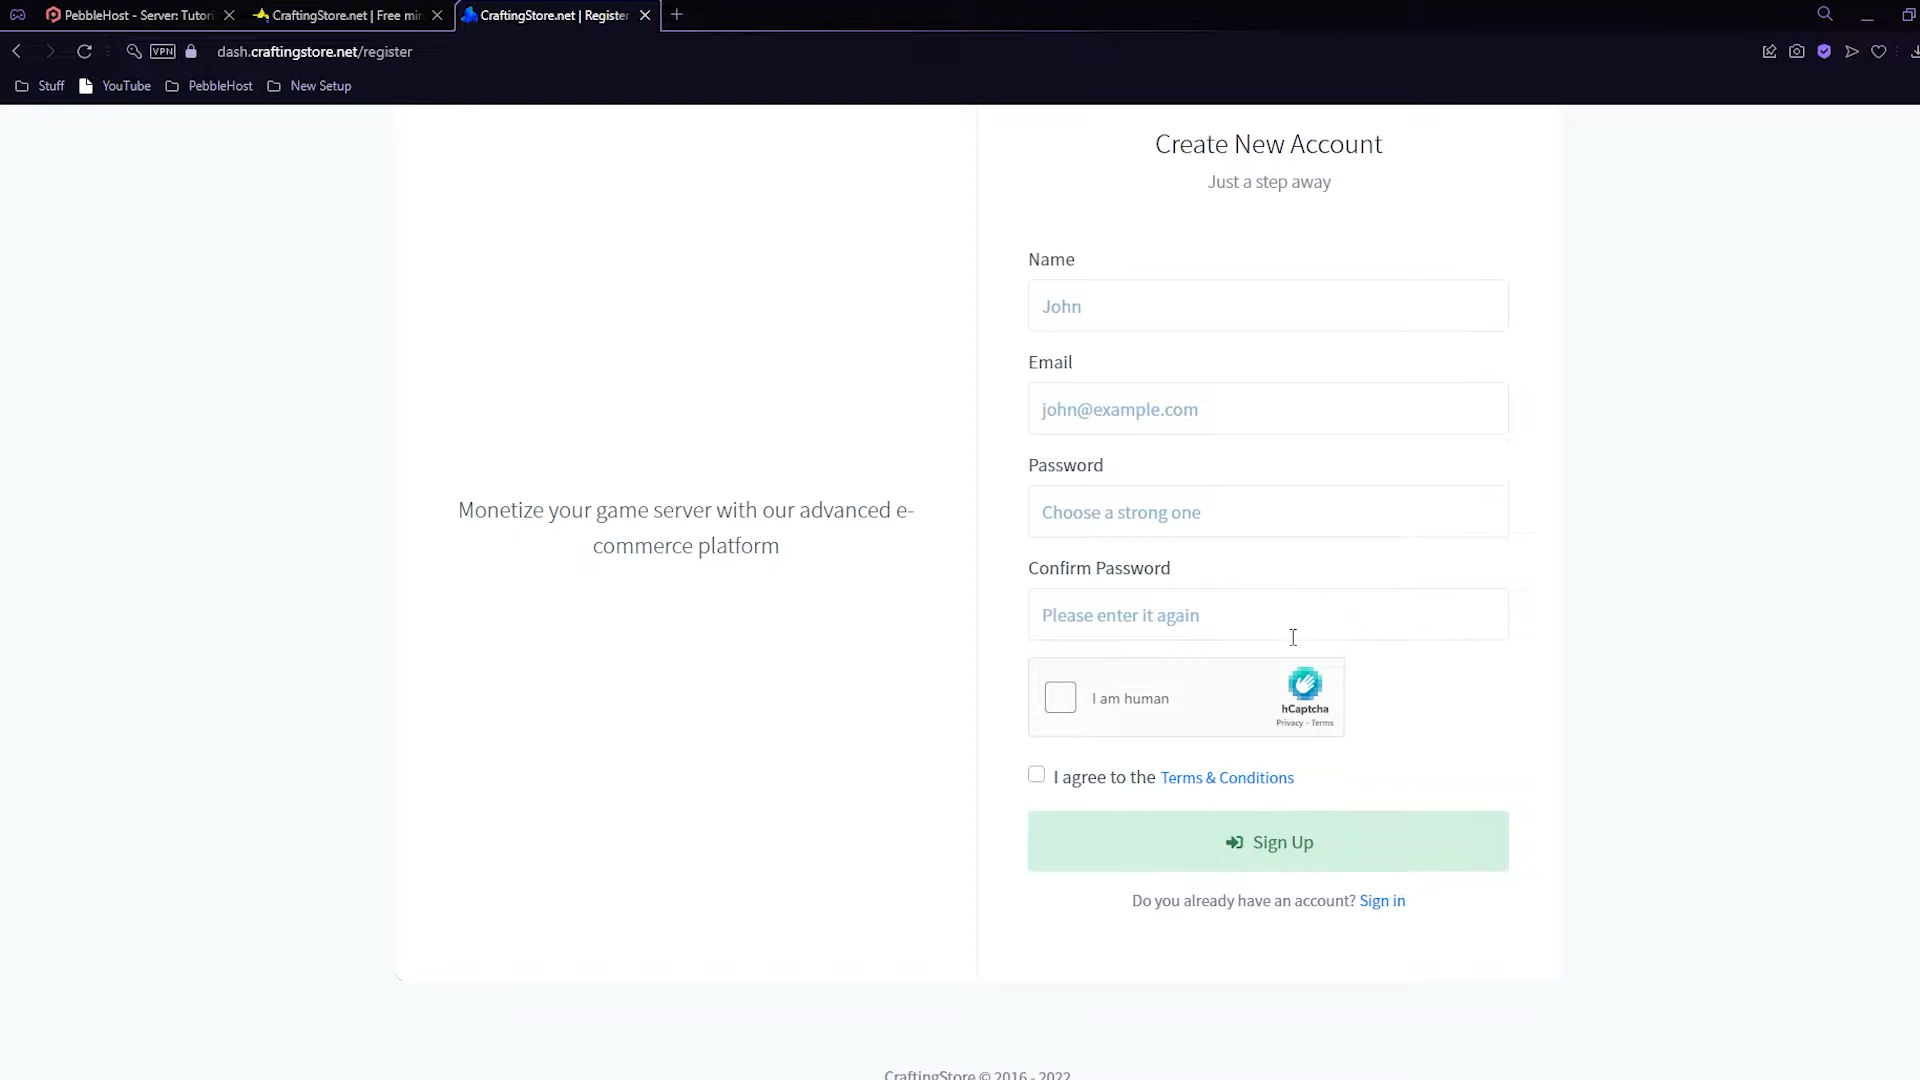 PebbleHost - Server: Tutori
CraftingStore.net | Free min
CraftingStore.net | Register
VPN
dash.craftingstore.net/register
Stuff
YouTube
PebbleHost
New Setup
Create New Account
Just a step away
Name
John
Email
john@example.com
Password
Choose a strong one
Monetize your game server with our advanced e-
commerce platform
Confirm Password
Please enter it again
I am human
hCaptcha
Privacy - Terms
I agree to the Terms & Conditions
Sign Up
Do you already have an account? Sign in
CraftingStore © 2016 - 2022